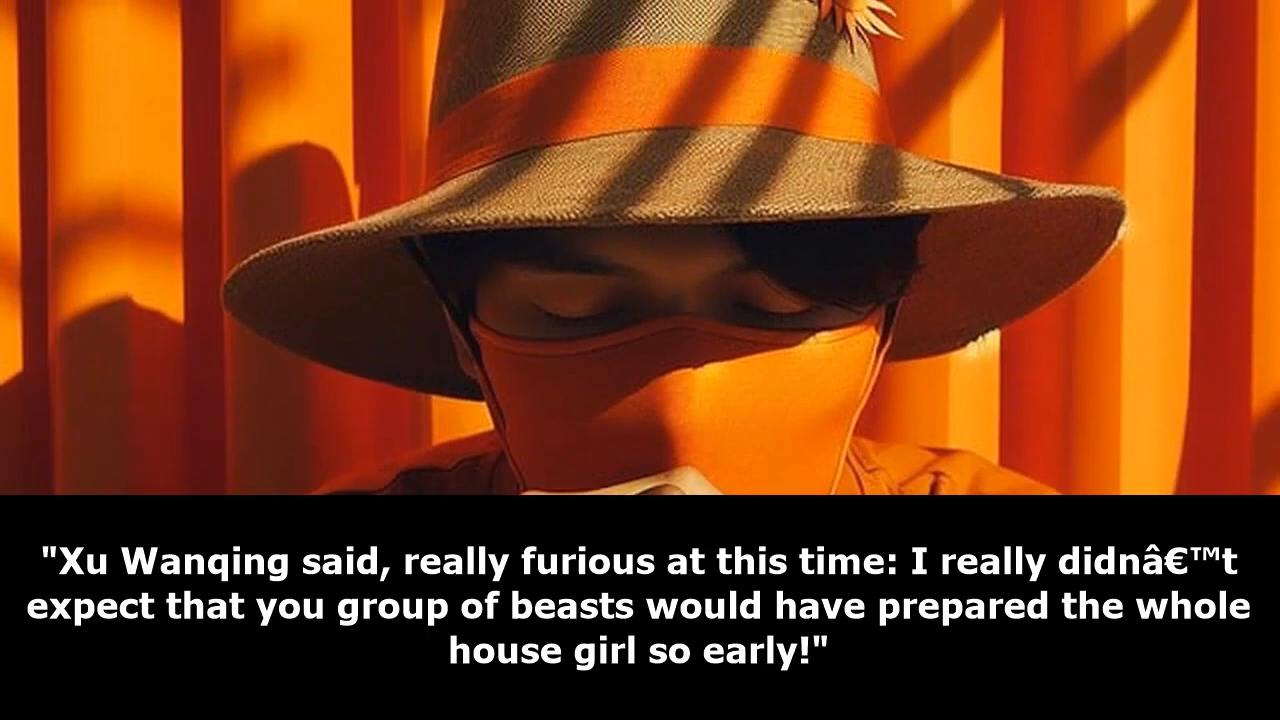 "Xu Wanqing said, really furious at this time: I really didnâ€™t
expect that you group of beasts would have prepared the whole
house girl so early!"